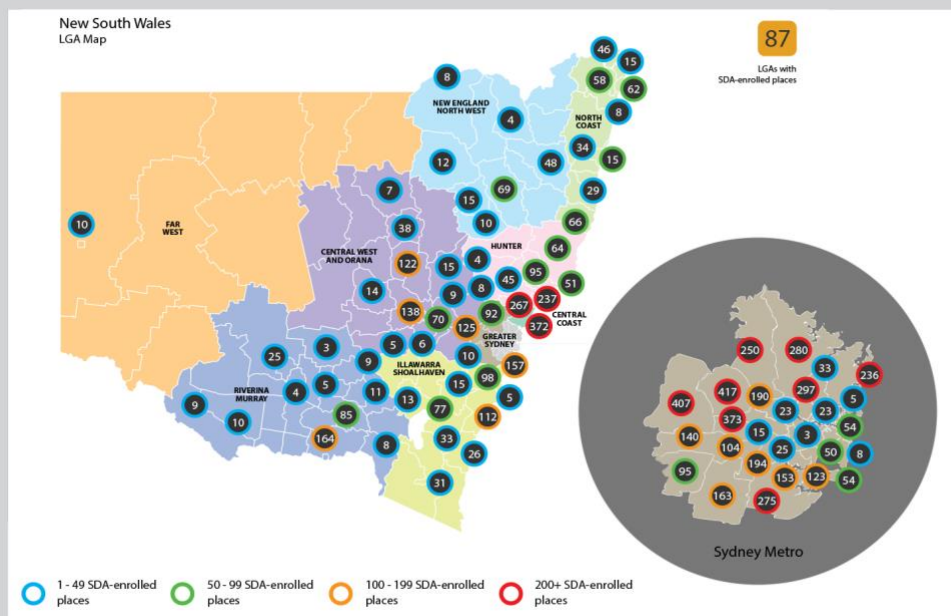 New South Wales
LGA Map
87
LGAs with
SDA-enrolled places
46
15
58
62
8
8
NEW ENGLAND
NORTH WEST
4
NORTH
COAST
34
15
12
48
7
69
29
15
10
66
10
FAR
WEST
38
CENTRAL WEST
AND ORANA
122
HUNTER
64
4
15
95
45
51
14
9
8
267
237
138
70
92
CENTRAL
COAST
125
372
GREATER
SYDNEY
3
5
6
25
9
10
157
ILLAWARRA
SHOALHAVEN
98
RIVERINA
MURRAY
4
5
11
13
15
5
9
10
85
77
112
164
8
33
26
31
250
280
33
236
417
190
297
5
407
373
23
23
54
140
15
3
104
25
50
8
95
194
153
123
54
163
275
Sydney Metro
1 - 49 SDA-enrolled
places
50 - 99 SDA-enrolled
places
100 - 199 SDA-enrolled
places
200+ SDA-enrolled
places